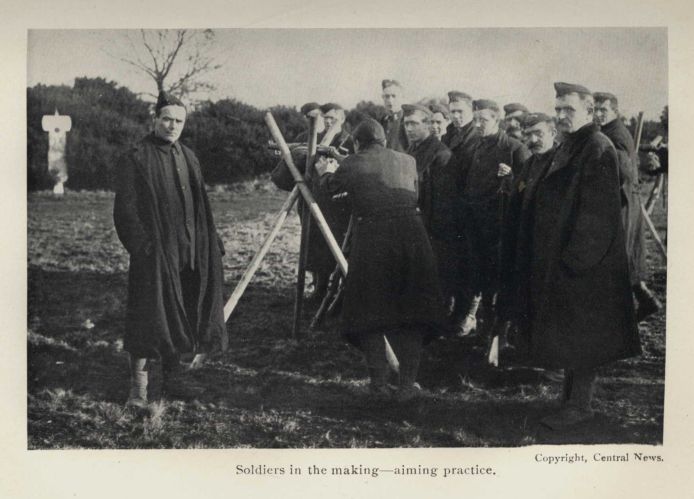 Copyright, Central News.
Soldiers in the making—aiming practice.